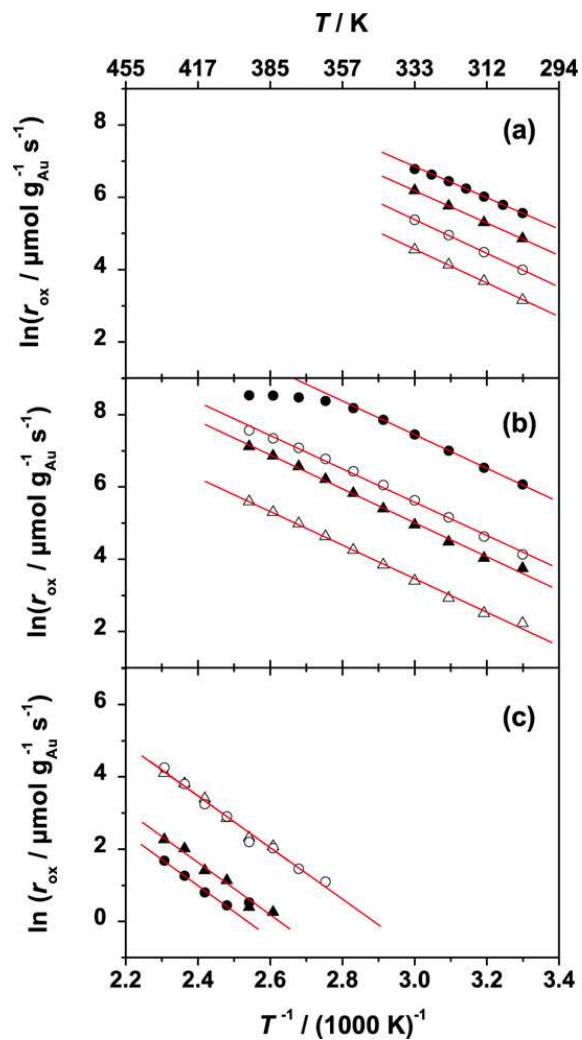 T / K
455 417 385 357 333 312 294
(a)
8
6
4
2
ln(r_ox / µmol g_Au^-1 s^-1)
(b)
8
6
4
2
ln(r_ox / µmol g_Au^-1 s^-1)
(c)
6
4
2
0
ln (r_ox / µmol g_Au^-1 s^-1)
2.2 2.4 2.6 2.8 3.0 3.2 3.4
T^-1 / (1000 K)^-1